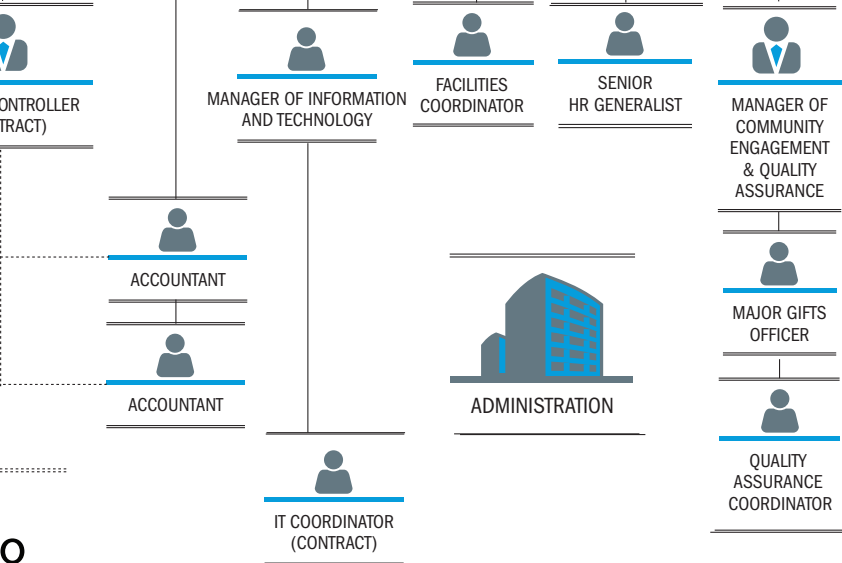 ONTROLLER
TRACT)
MANAGER OF INFORMATION
AND TECHNOLOGY
FACILITIES
COORDINATOR
SENIOR
HR GENERALIST
MANAGER OF
COMMUNITY
ENGAGEMENT
& QUALITY
ASSURANCE
ACCOUNTANT
ACCOUNTANT
ADMINISTRATION
MAJOR GIFTS
OFFICER
QUALITY
ASSURANCE
COORDINATOR
IT COORDINATOR
(CONTRACT)
O